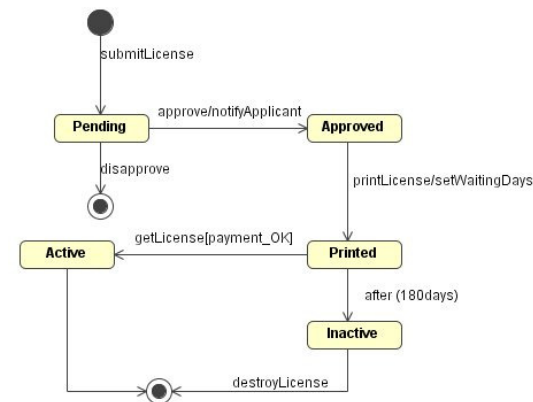 submitLicense
Pending
approve/notifyApplicant
Approved
disapprove
printLicense/setWaitingDays
Active
getLicense[payment_OK]
Printed
after (180days)
Inactive
destroyLicense